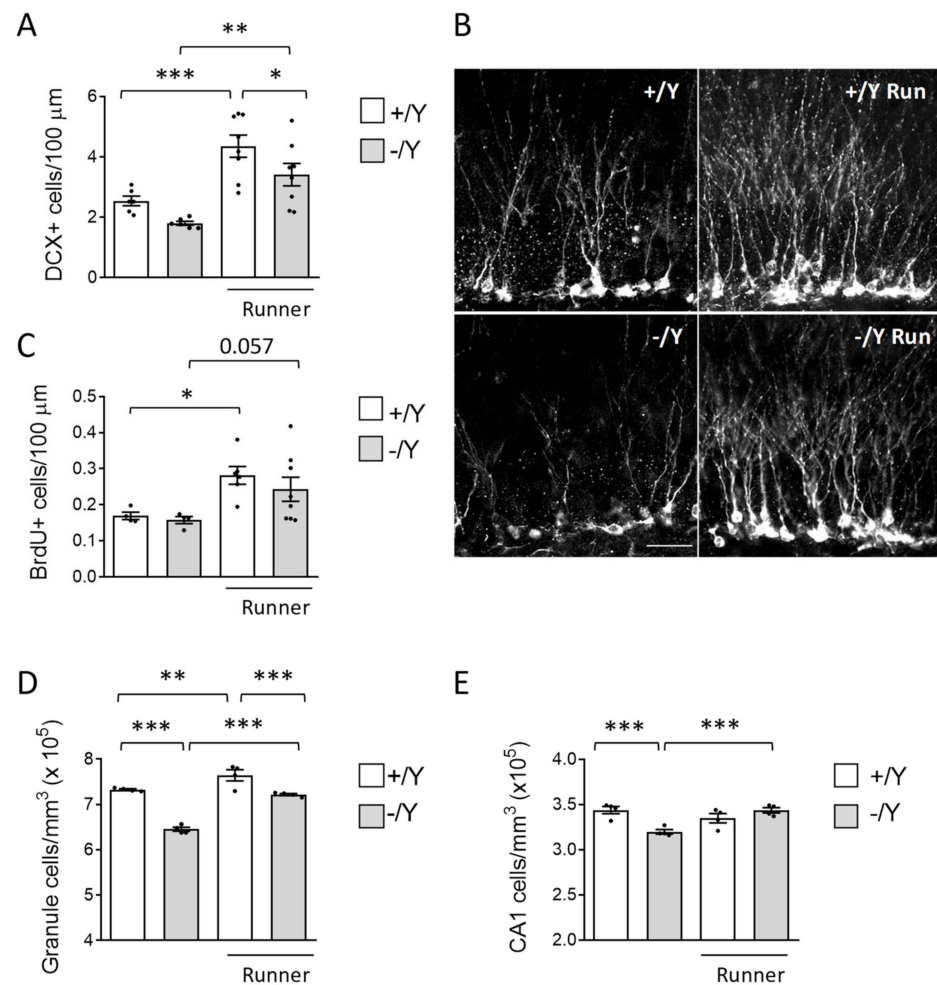 A
**
***
*
DCX+ cells/100 µm
6
4
2
0
+/Y
-/Y
Runner
B
+/Y
+/Y Run
-/Y
-/Y Run
C
0.057
*
BrdU+ cells/100 µm
0.5
0.4
0.3
0.2
0.1
0.0
+/Y
-/Y
Runner
D
** ***
*** ***
Granule cells/mm³ (x 10⁵)
8
7
6
5
4
+/Y
-/Y
Runner
E
*** ***
CA1 cells/mm³ (x10⁵)
4.0
3.5
3.0
2.5
2.0
+/Y
-/Y
Runner